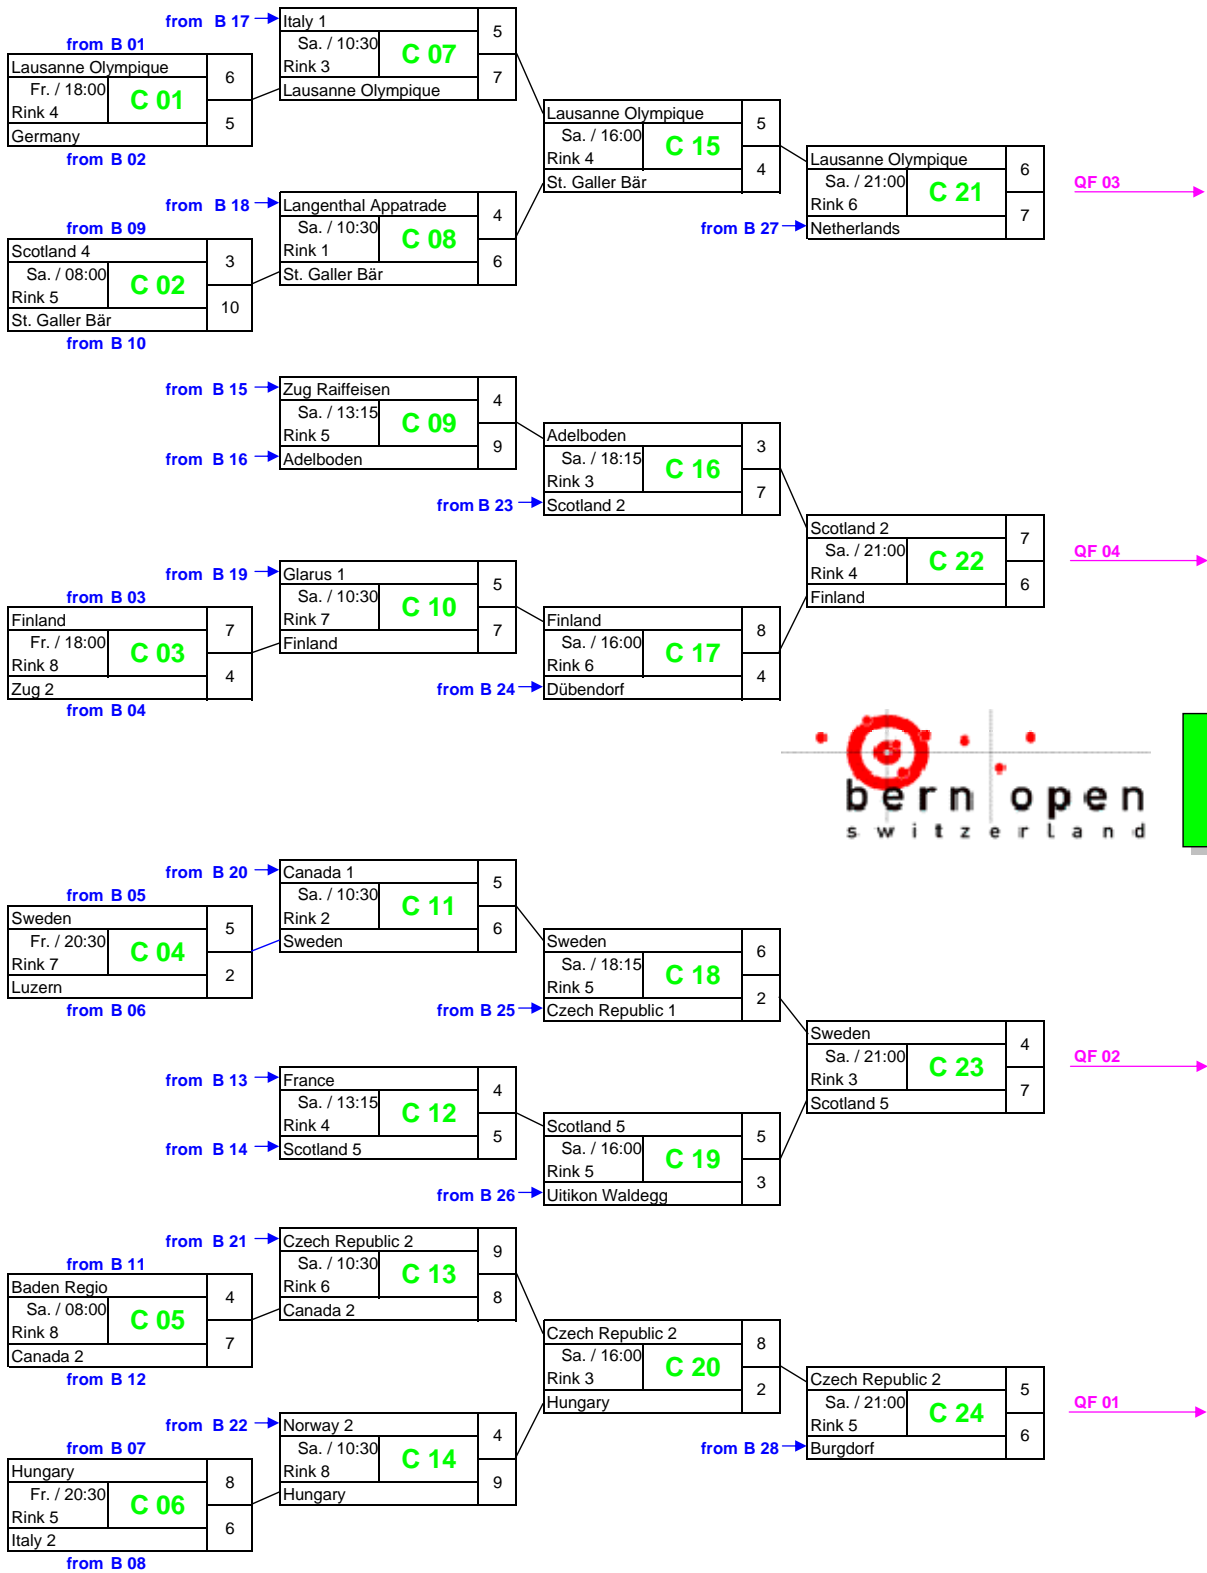 from B 17
Italy 1
5
Sa. / 10:30
Rink 3
C 07
7
Lausanne Olympique
from B 01
Lausanne Olympique
6
Fr. / 18:00
Rink 4
C 01
5
Germany
from B 02
Lausanne Olympique
5
Sa. / 16:00
Rink 4
C 15
4
St. Galler Bär
Lausanne Olympique
6
Sa. / 21:00
Rink 6
C 21
7
from B 27
Netherlands
QF 03
from B 18
Langenthal Appatrade
4
Sa. / 10:30
Rink 1
C 08
6
St. Galler Bär
from B 09
Scotland 4
3
Sa. / 08:00
Rink 5
C 02
10
St. Galler Bär
from B 10
from B 15
Zug Raiffeisen
4
Sa. / 13:15
Rink 5
C 09
9
from B 16
Adelboden
Adelboden
3
Sa. / 18:15
Rink 3
C 16
7
from B 23
Scotland 2
Scotland 2
7
Sa. / 21:00
Rink 4
C 22
6
Finland
QF 04
from B 19
Glarus 1
5
Sa. / 10:30
Rink 7
C 10
7
Finland
from B 03
Finland
7
Fr. / 18:00
Rink 8
C 03
4
Zug 2
from B 04
Finland
8
Sa. / 16:00
Rink 6
C 17
4
from B 24
Dübendorf
bern open
switzerland
from B 20
Canada 1
5
Sa. / 10:30
Rink 2
C 11
6
Sweden
from B 05
Sweden
5
Fr. / 20:30
Rink 7
C 04
2
Luzern
from B 06
Sweden
6
Sa. / 18:15
Rink 5
C 18
2
from B 25
Czech Republic 1
Sweden
4
Sa. / 21:00
Rink 3
C 23
7
Scotland 5
QF 02
from B 13
France
4
Sa. / 13:15
Rink 4
C 12
5
from B 14
Scotland 5
Scotland 5
5
Sa. / 16:00
Rink 5
C 19
3
from B 26
Uitikon Waldegg
from B 21
Czech Republic 2
9
Sa. / 10:30
Rink 6
C 13
8
Canada 2
from B 11
Baden Regio
4
Sa. / 08:00
Rink 8
C 05
7
Canada 2
from B 12
Czech Republic 2
8
Sa. / 16:00
Rink 3
C 20
2
Hungary
Czech Republic 2
5
Sa. / 21:00
Rink 5
C 24
6
from B 28
Burgdorf
QF 01
from B 22
Norway 2
4
Sa. / 10:30
Rink 8
C 14
9
Hungary
from B 07
Hungary
8
Fr. / 20:30
Rink 5
C 06
6
Italy 2
from B 08